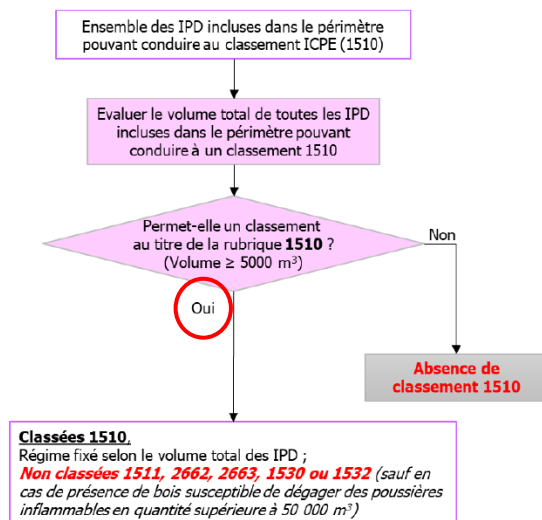 Ensemble des IPD incluses dans le périmètre
pouvant conduire au classement ICPE (1510)
Evaluer le volume total de toutes les IPD
incluses dans le périmètre pouvant
conduire à un classement 1510
Permet-elle un classement
au titre de la rubrique 1510 ?
(Volume ≥ 5000 m³)
Non
Oui
Absence de
classement 1510
Classées 1510,
Régime fixé selon le volume total des IPD ;
Non classées 1511, 2662, 2663, 1530 ou 1532 (sauf en
cas de présence de bois susceptible de dégager des poussières
inflammables en quantité supérieure à 50 000 m³)